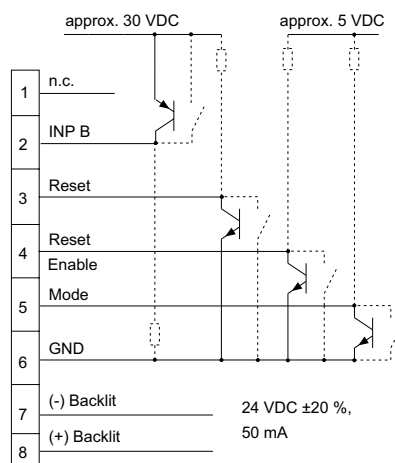 approx. 30 VDC
approx. 5 VDC
1 n.c.
2 INP B
3 Reset
4 Reset
Enable
5 Mode
6 GND
7 (-) Backlit
24 VDC ±20 %,
50 mA
8 (+) Backlit